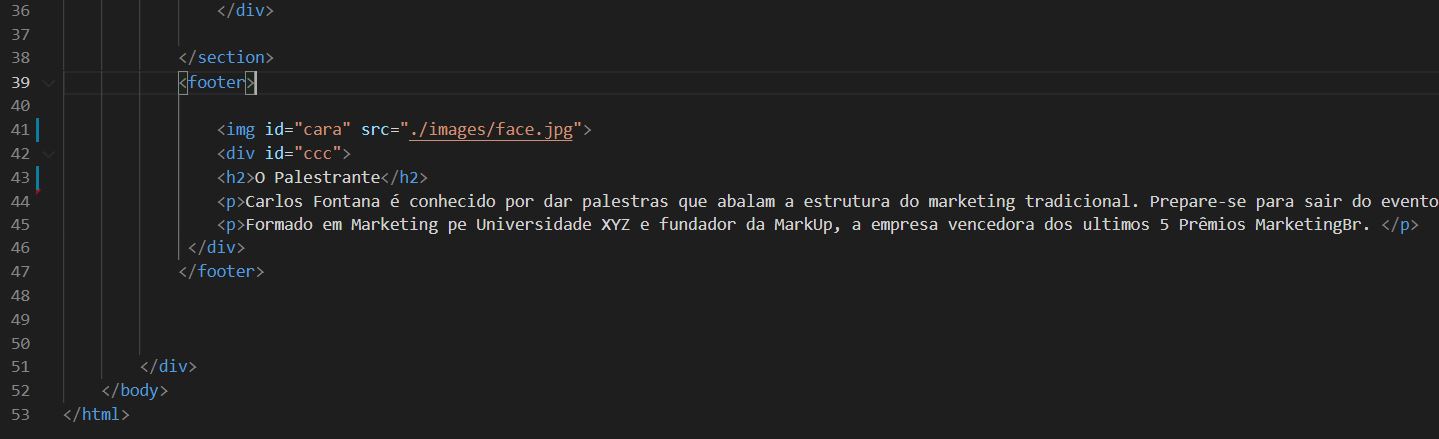 36 </div>
37
38 </section>
39 <footer>
40
41 <img id="cara" src="./images/face.jpg">
42 <div id="ccc">
43 <h2>O Palestrante</h2>
44 <p>Carlos Fontana é conhecido por dar palestras que abalam a estrutura do marketing tradicional. Prepare-se para sair do evento
45 <p>Formado em Marketing pe Universidade XYZ e fundador da MarkUp, a empresa vencedora dos ultimos 5 Prêmios MarketingBr. </p>
46 </div>
47 </footer>
48
49
50
51 </div>
52 </body>
53 </html>